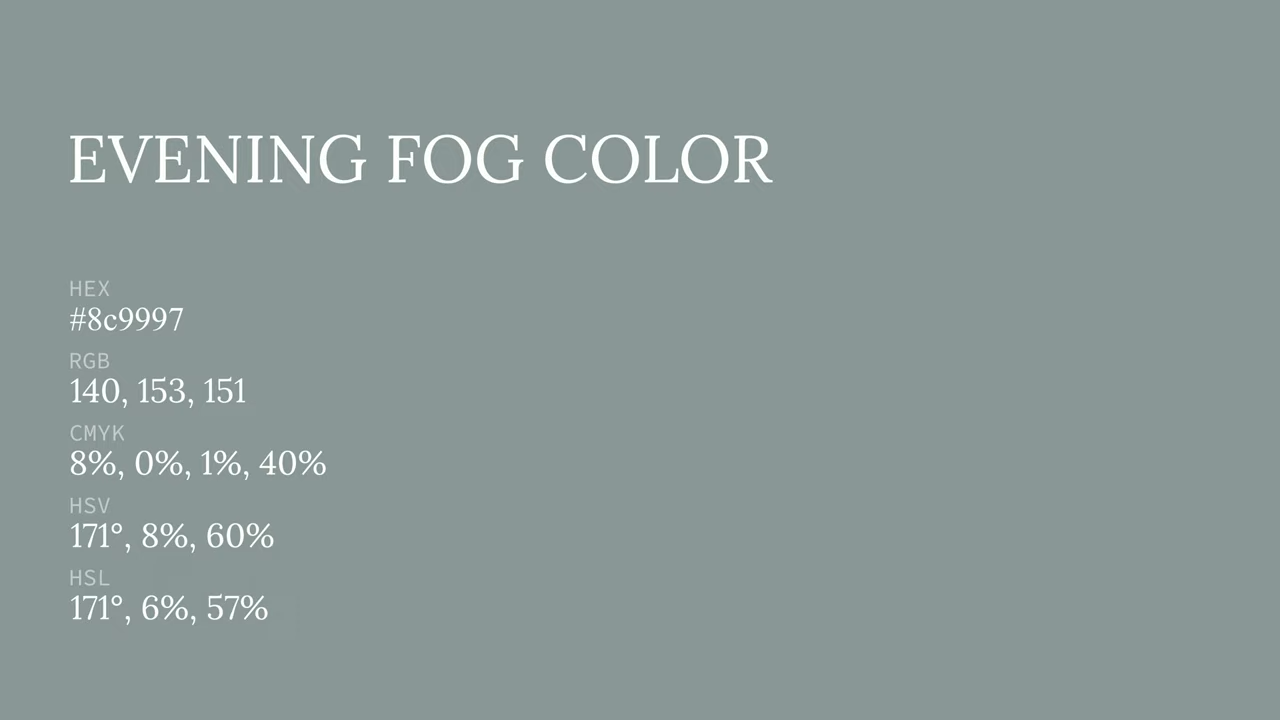 EVENING FOG COLOR
HEX
#8c9997
RGB
140, 153, 151
CMYK
8%, 0%, 1%, 40%
HSV
171°, 8%, 60%
HSL
171°, 6%, 57%